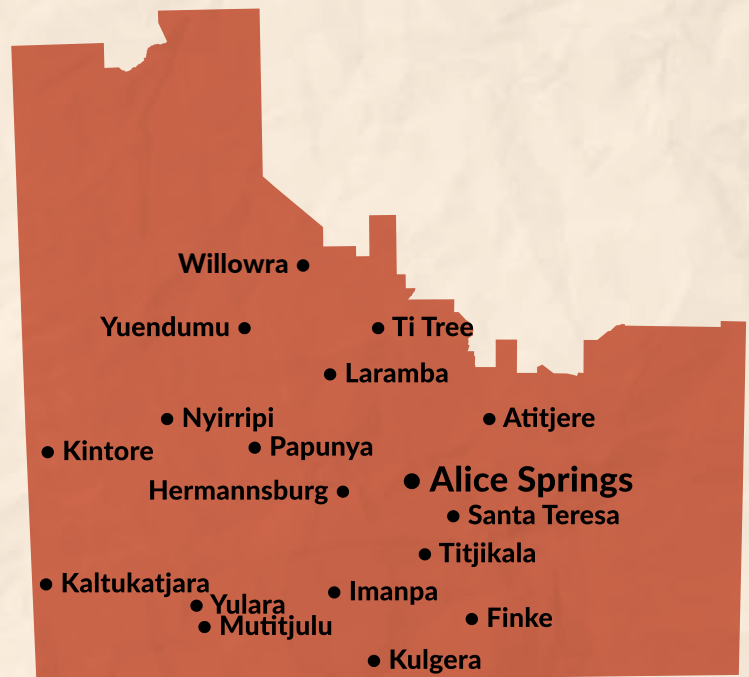 Willowra
Yuendumu
Ti Tree
Laramba
Nyirripi
Atitjere
Kintore
Papunya
Alice Springs
Hermannsburg
Santa Teresa
Titjikala
Kaltukatjara
Imanpa
Yulara
Finke
Mutitjulu
Kulgera